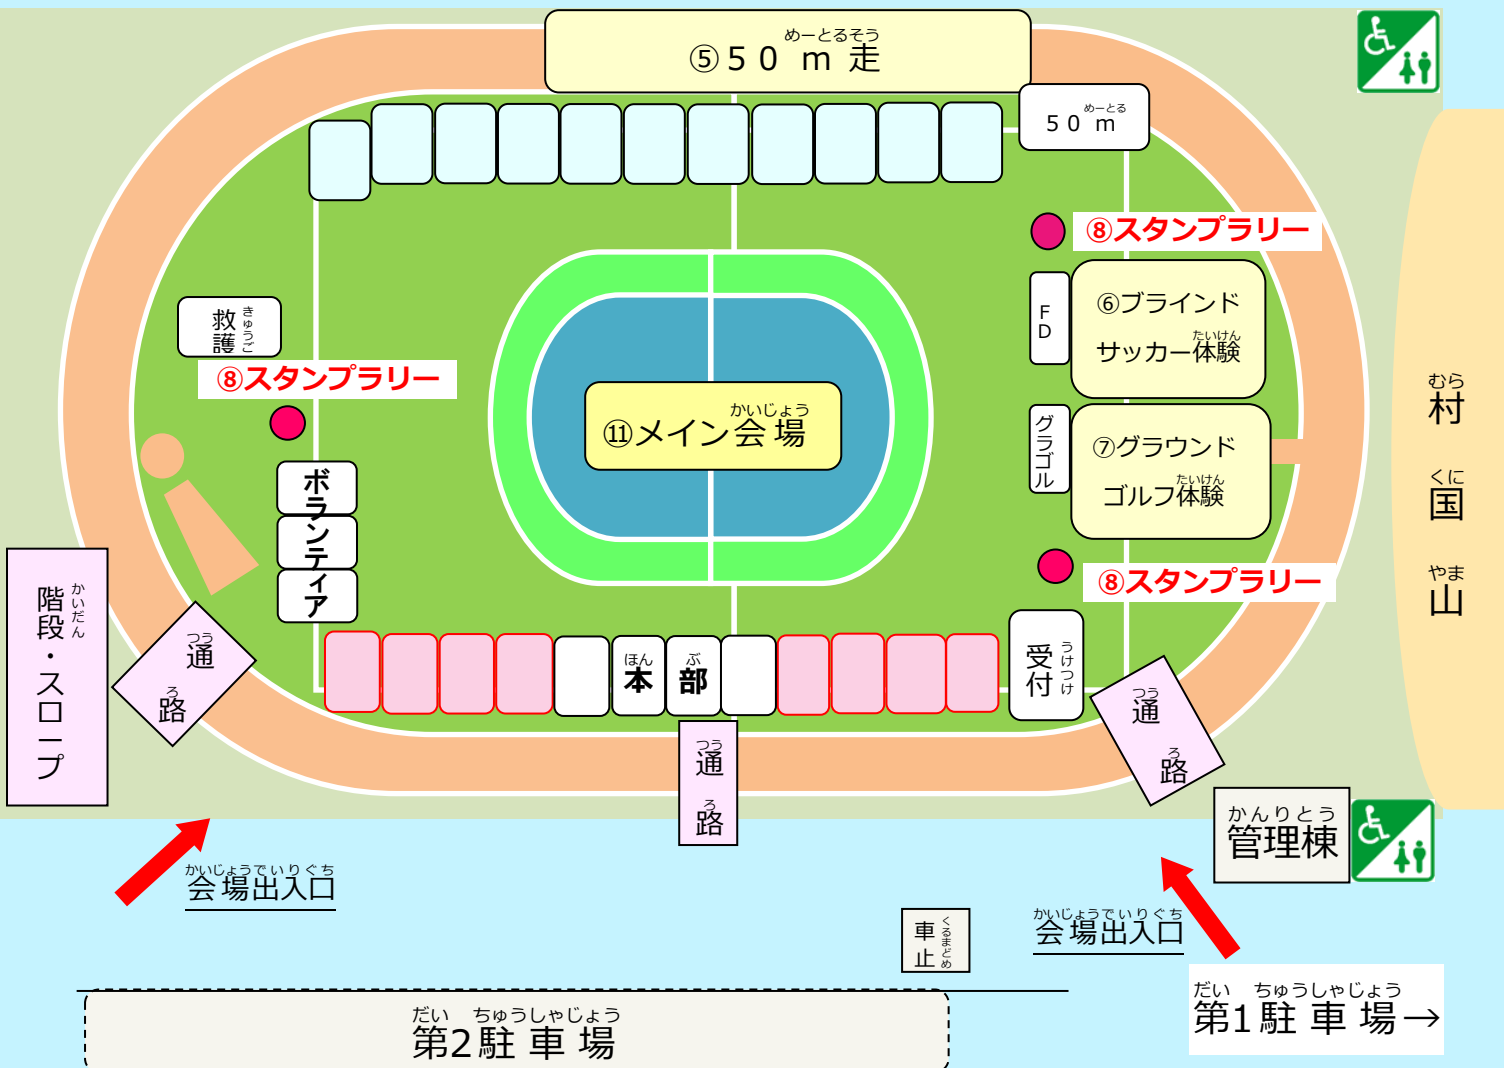 めーとるそう
⑤５０ｍ走
めーとる
５０ｍ
⑧スタンプラリー
FD
⑥ブラインド
たいけん
サッカー体験
きゅうご
救護
⑧スタンプラリー
かいじょう
⑪メイン会場
グラゴル
⑦グラウンド
たいけん
ゴルフ体験
むら
村
くに
国
やま
山
ボランティア
⑧スタンプラリー
かいだん
階段・スロープ
つう
通
ろ
路
ほん
本
ぶ
部
うけつけ
受付
つう
通
ろ
路
つう
通
ろ
路
かんりとう
管理棟
かいじょうでいりぐち
会場出入口
くるまどめ
車止
かいじょうでいりぐち
会場出入口
だい ちゅうしゃじょう
第2駐車場
だい ちゅうしゃじょう
第1駐車場→